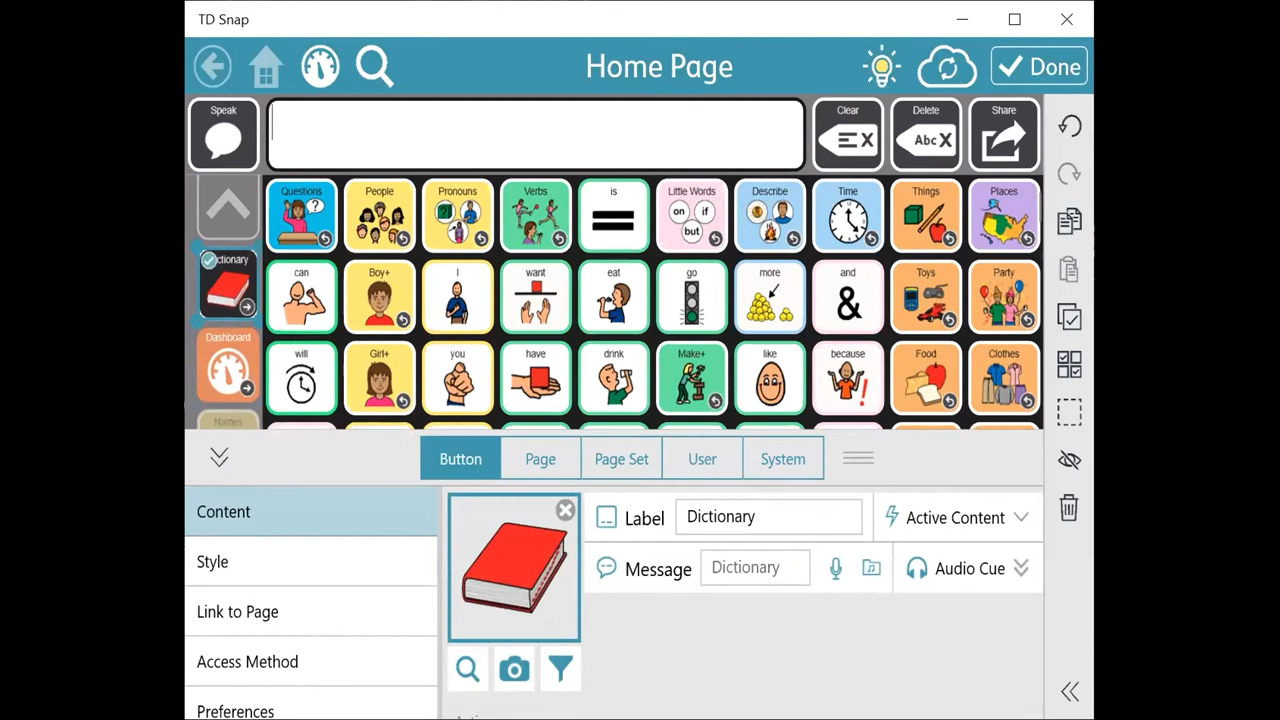 TD Snap
Home Page
Done
Speak
Clear
Delete
Abc X
Share
Questions
People
Pronouns
Verbs
is
Little Words
on if
but
Describe
Time
Things
Places
ctionary
can
Boy+
I
want
eat
go
more
and
&
Toys
Party
Dashboard
will
Girl+
you
have
drink
Make+
like
because
Food
Clothes
Names
Button
Page
Page Set
User
System
Content
Style
Link to Page
Access Method
Preferences
Label
Dictionary
Active Content
Message
Dictionary
Audio Cue